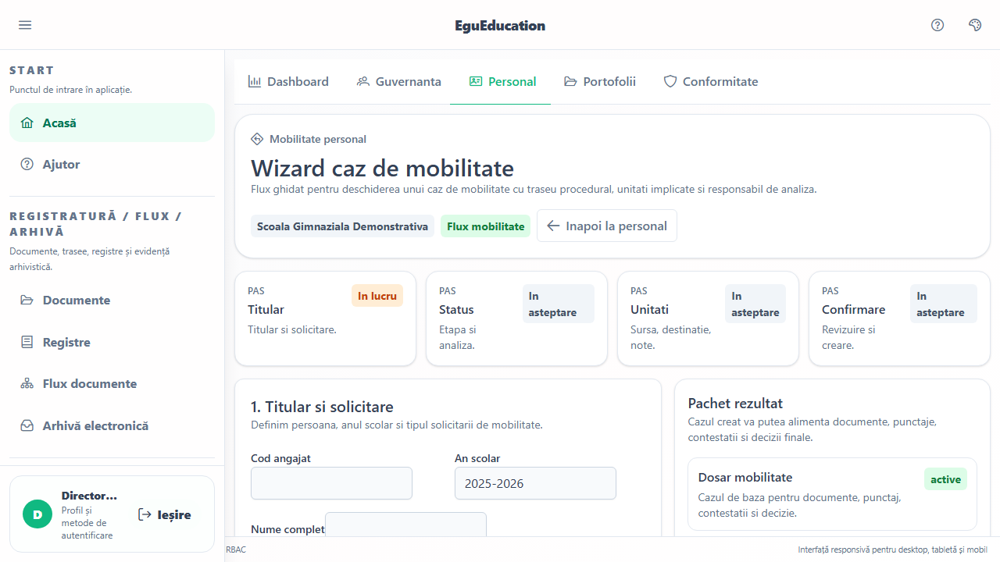 EguEducation
START
Punctul de intrare în aplicație.
Acasă
Ajutor
REGISTRATURĂ / FLUX /
ARHIVĂ
Documente, trasee, registre și evidență
arhivistică.
Documente
Registre
Flux documente
Arhivă electronică
D
Director...
Profil și
metode de
autentificare
Ieșire
Dashboard
Guvernanta
Personal
Portofolii
Conformitate
Mobilitate personal
Wizard caz de mobilitate
Flux ghidat pentru deschiderea unui caz de mobilitate cu traseu procedural, unitati implicate si responsabil de analiza.
Scoala Gimnaziala Demonstrativa
Flux mobilitate
Inapoi la personal
PAS
Titular
Titular si solicitare.
In lucru
PAS
Status
Etapa si
analiza.
In
asteptare
PAS
Unitati
Sursa, destinatie,
note.
In
asteptare
PAS
Confirmare
Revizuire si
creare.
In
asteptare
1. Titular si solicitare
Definim persoana, anul scolar si tipul solicitarii de mobilitate.
Cod angajat
An scolar
2025-2026
Nume complet
Pachet rezultat
Cazul creat va putea alimenta documente, punctaje,
contestatii si decizii finale.
Dosar mobilitate
active
Cazul de baza pentru documente, punctaj,
contestatii si decizie.
RBAC
Interfață responsivă pentru desktop, tabletă și mobil